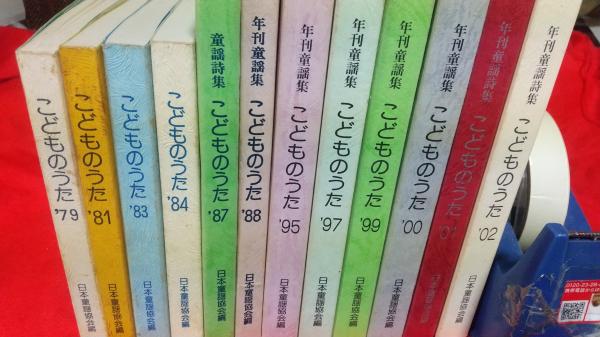 こどものうた '79
こどものうた '81
日本童謡協会編
こどものうた '83
日本童謡協会編
こどものうた '84
日本童謡協会編
童謡詩集 こどものうた '87
日本童謡協会編
年刊童謡集 こどものうた '88
日本童謡協会編
年刊童謡詩集 こどものうた '95
日本童謡協会編
年刊童謡詩集 こどものうた '97
日本童謡協会編
年刊童謡詩集 こどものうた '99
日本童謡協会編
年刊童謡詩集 こどものうた '00
日本童謡協会編
年刊童謡詩集 こどものうた '01
日本童謡協会編
年刊童謡詩集 こどものうた '02
日本童謡協会編